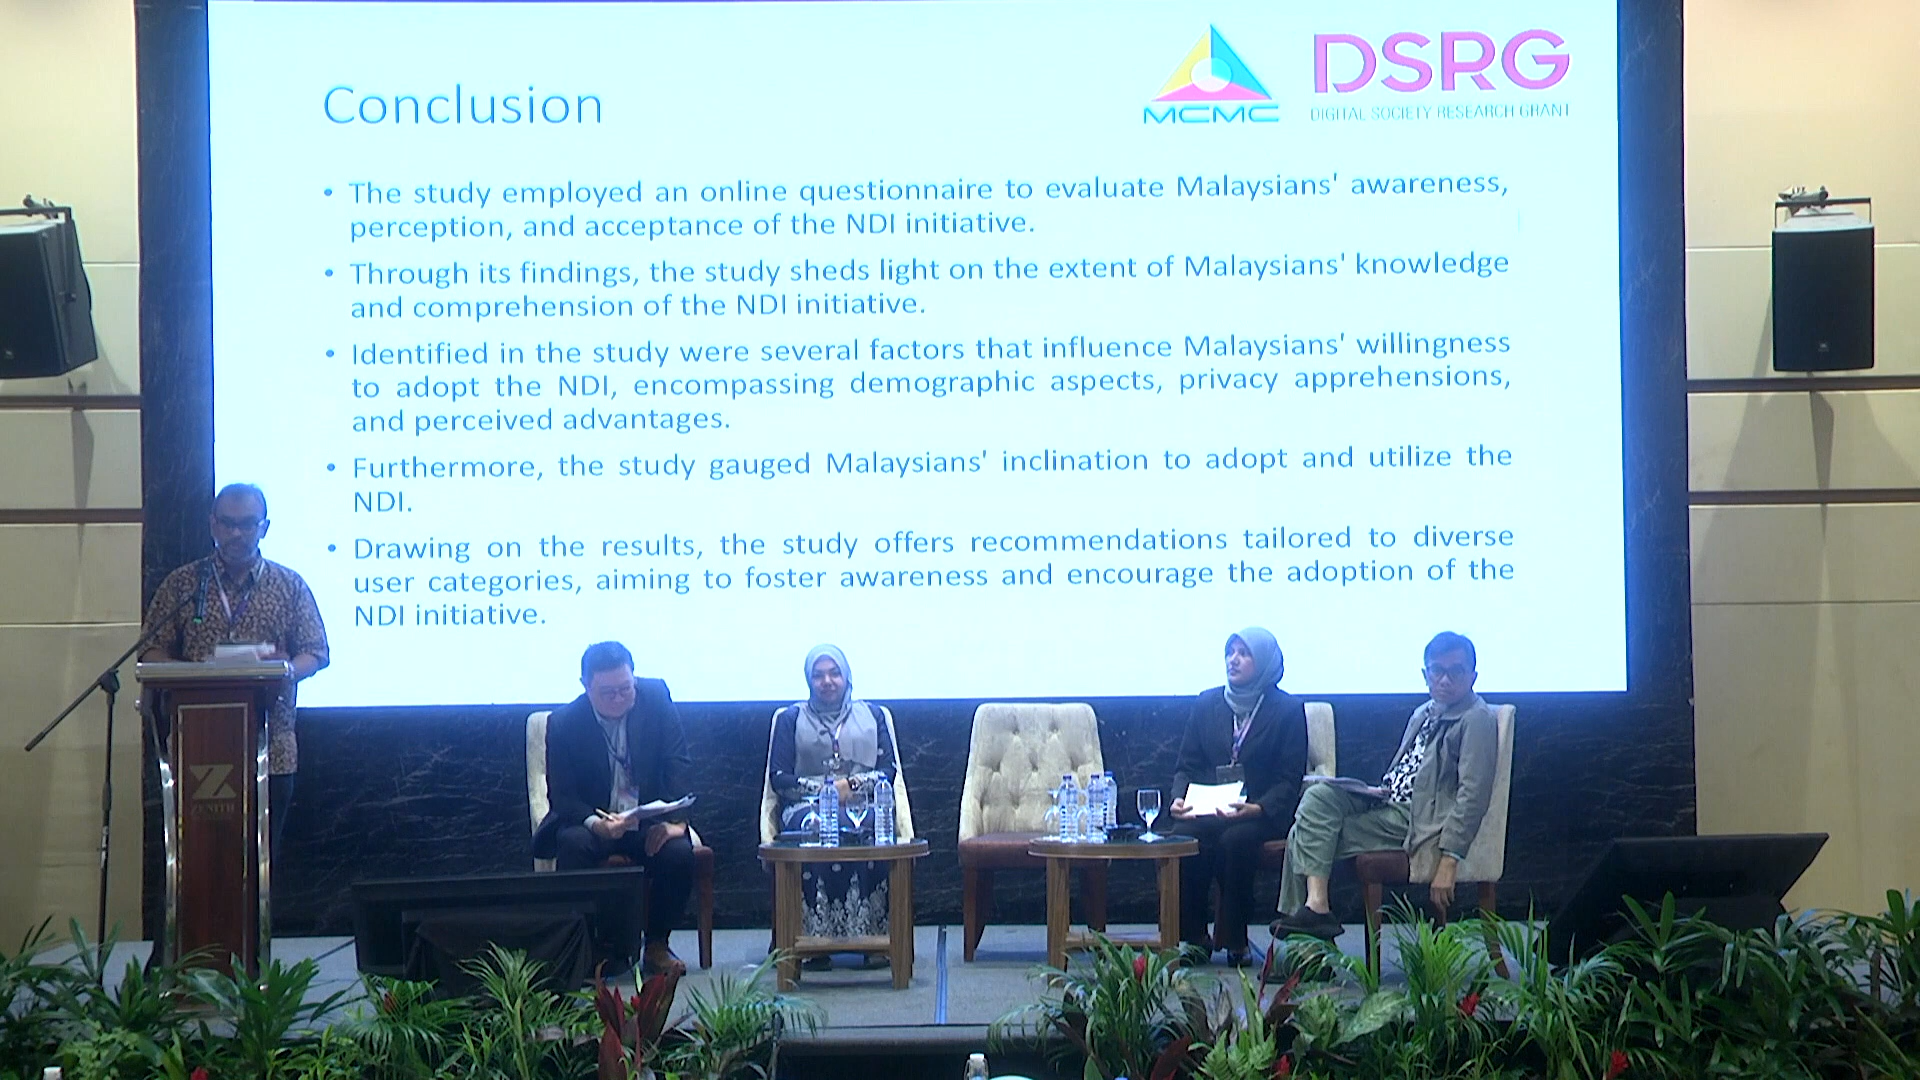 MCMC
DSRG
DIGITAL SOCIETY RESEARCH GRANT
Conclusion
• The study employed an online questionnaire to evaluate Malaysians' awareness,
perception, and acceptance of the NDI initiative.
• Through its findings, the study sheds light on the extent of Malaysians' knowledge
and comprehension of the NDI initiative.
• Identified in the study were several factors that influence Malaysians' willingness
to adopt the NDI, encompassing demographic aspects, privacy apprehensions,
and perceived advantages.
• Furthermore, the study gauged Malaysians' inclination to adopt and utilize the
NDI.
• Drawing on the results, the study offers recommendations tailored to diverse
user categories, aiming to foster awareness and encourage the adoption of the
NDI initiative.
Z
ZENITH